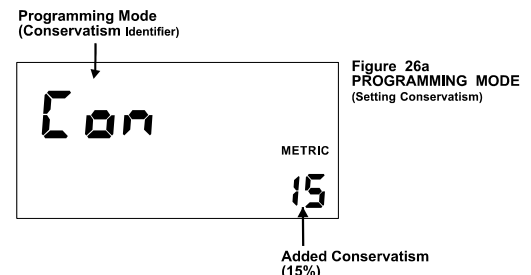 Programming Mode
(Conservatism Identifier)
Figure 26a
PROGRAMMING MODE
(Setting Conservatism)
Con
METRIC
15
Added Conservatism
(15%)